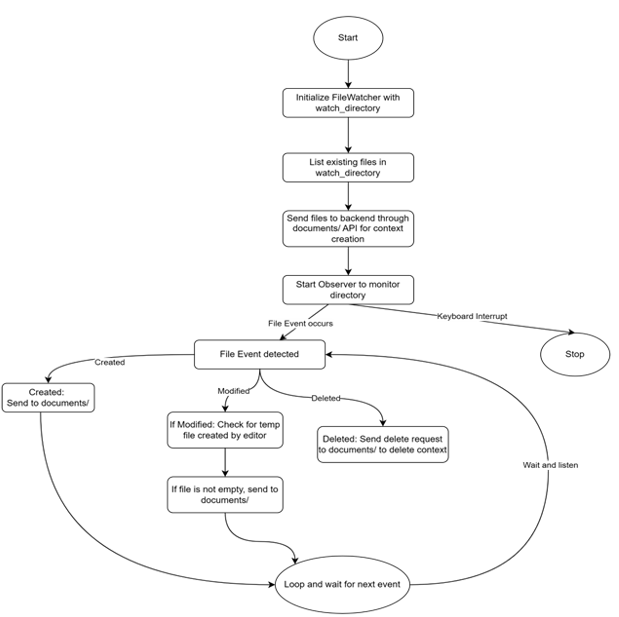 Start
Initialize FileWatcher with
watch_directory
List existing files in
watch_directory
Send files to backend through
documents/ API for context
creation
Start Observer to monitor
directory
File Event occurs
Keyboard Interrupt
File Event detected
Stop
Created
Created:
Send to documents/
Modified
Deleted
If Modified: Check for temp
file created by editor
Deleted: Send delete request
to documents/ to delete context
Wait and listen
If file is not empty, send to
documents/
Loop and wait for next event